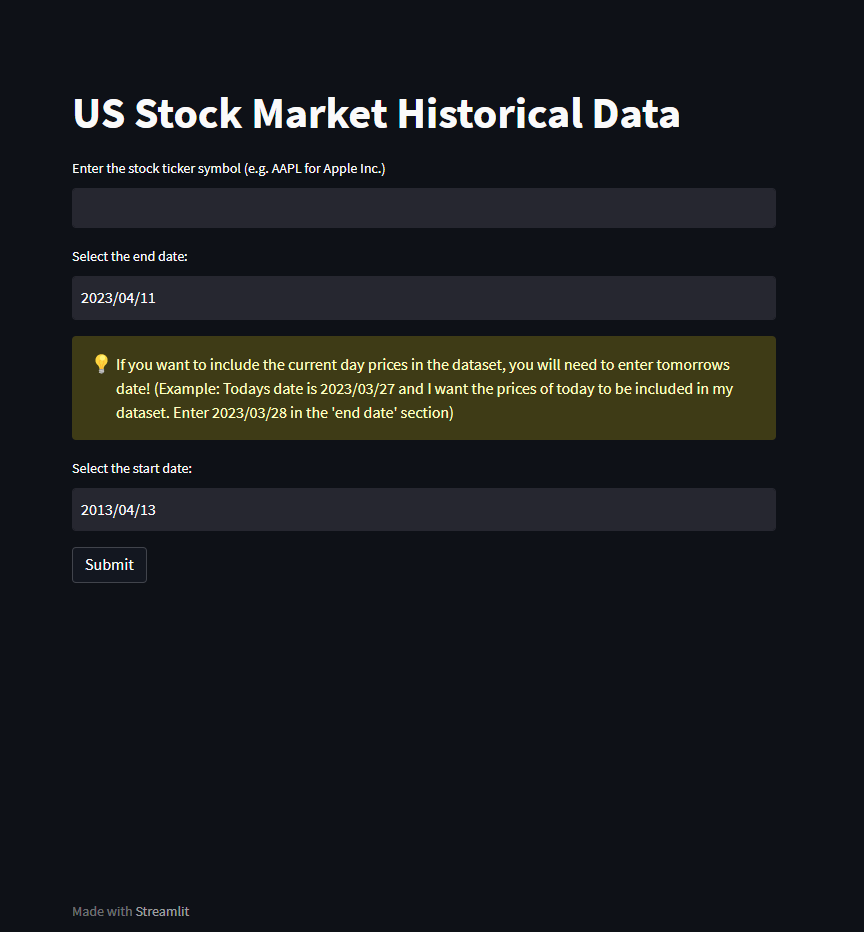 US Stock Market Historical Data
Enter the stock ticker symbol (e.g. AAPL for Apple Inc.)
Select the end date:
2023/04/11
If you want to include the current day prices in the dataset, you will need to enter tomorrows
date! (Example: Todays date is 2023/03/27 and I want the prices of today to be included in my
dataset. Enter 2023/03/28 in the 'end date' section)
Select the start date:
2013/04/13
Submit
Made with Streamlit